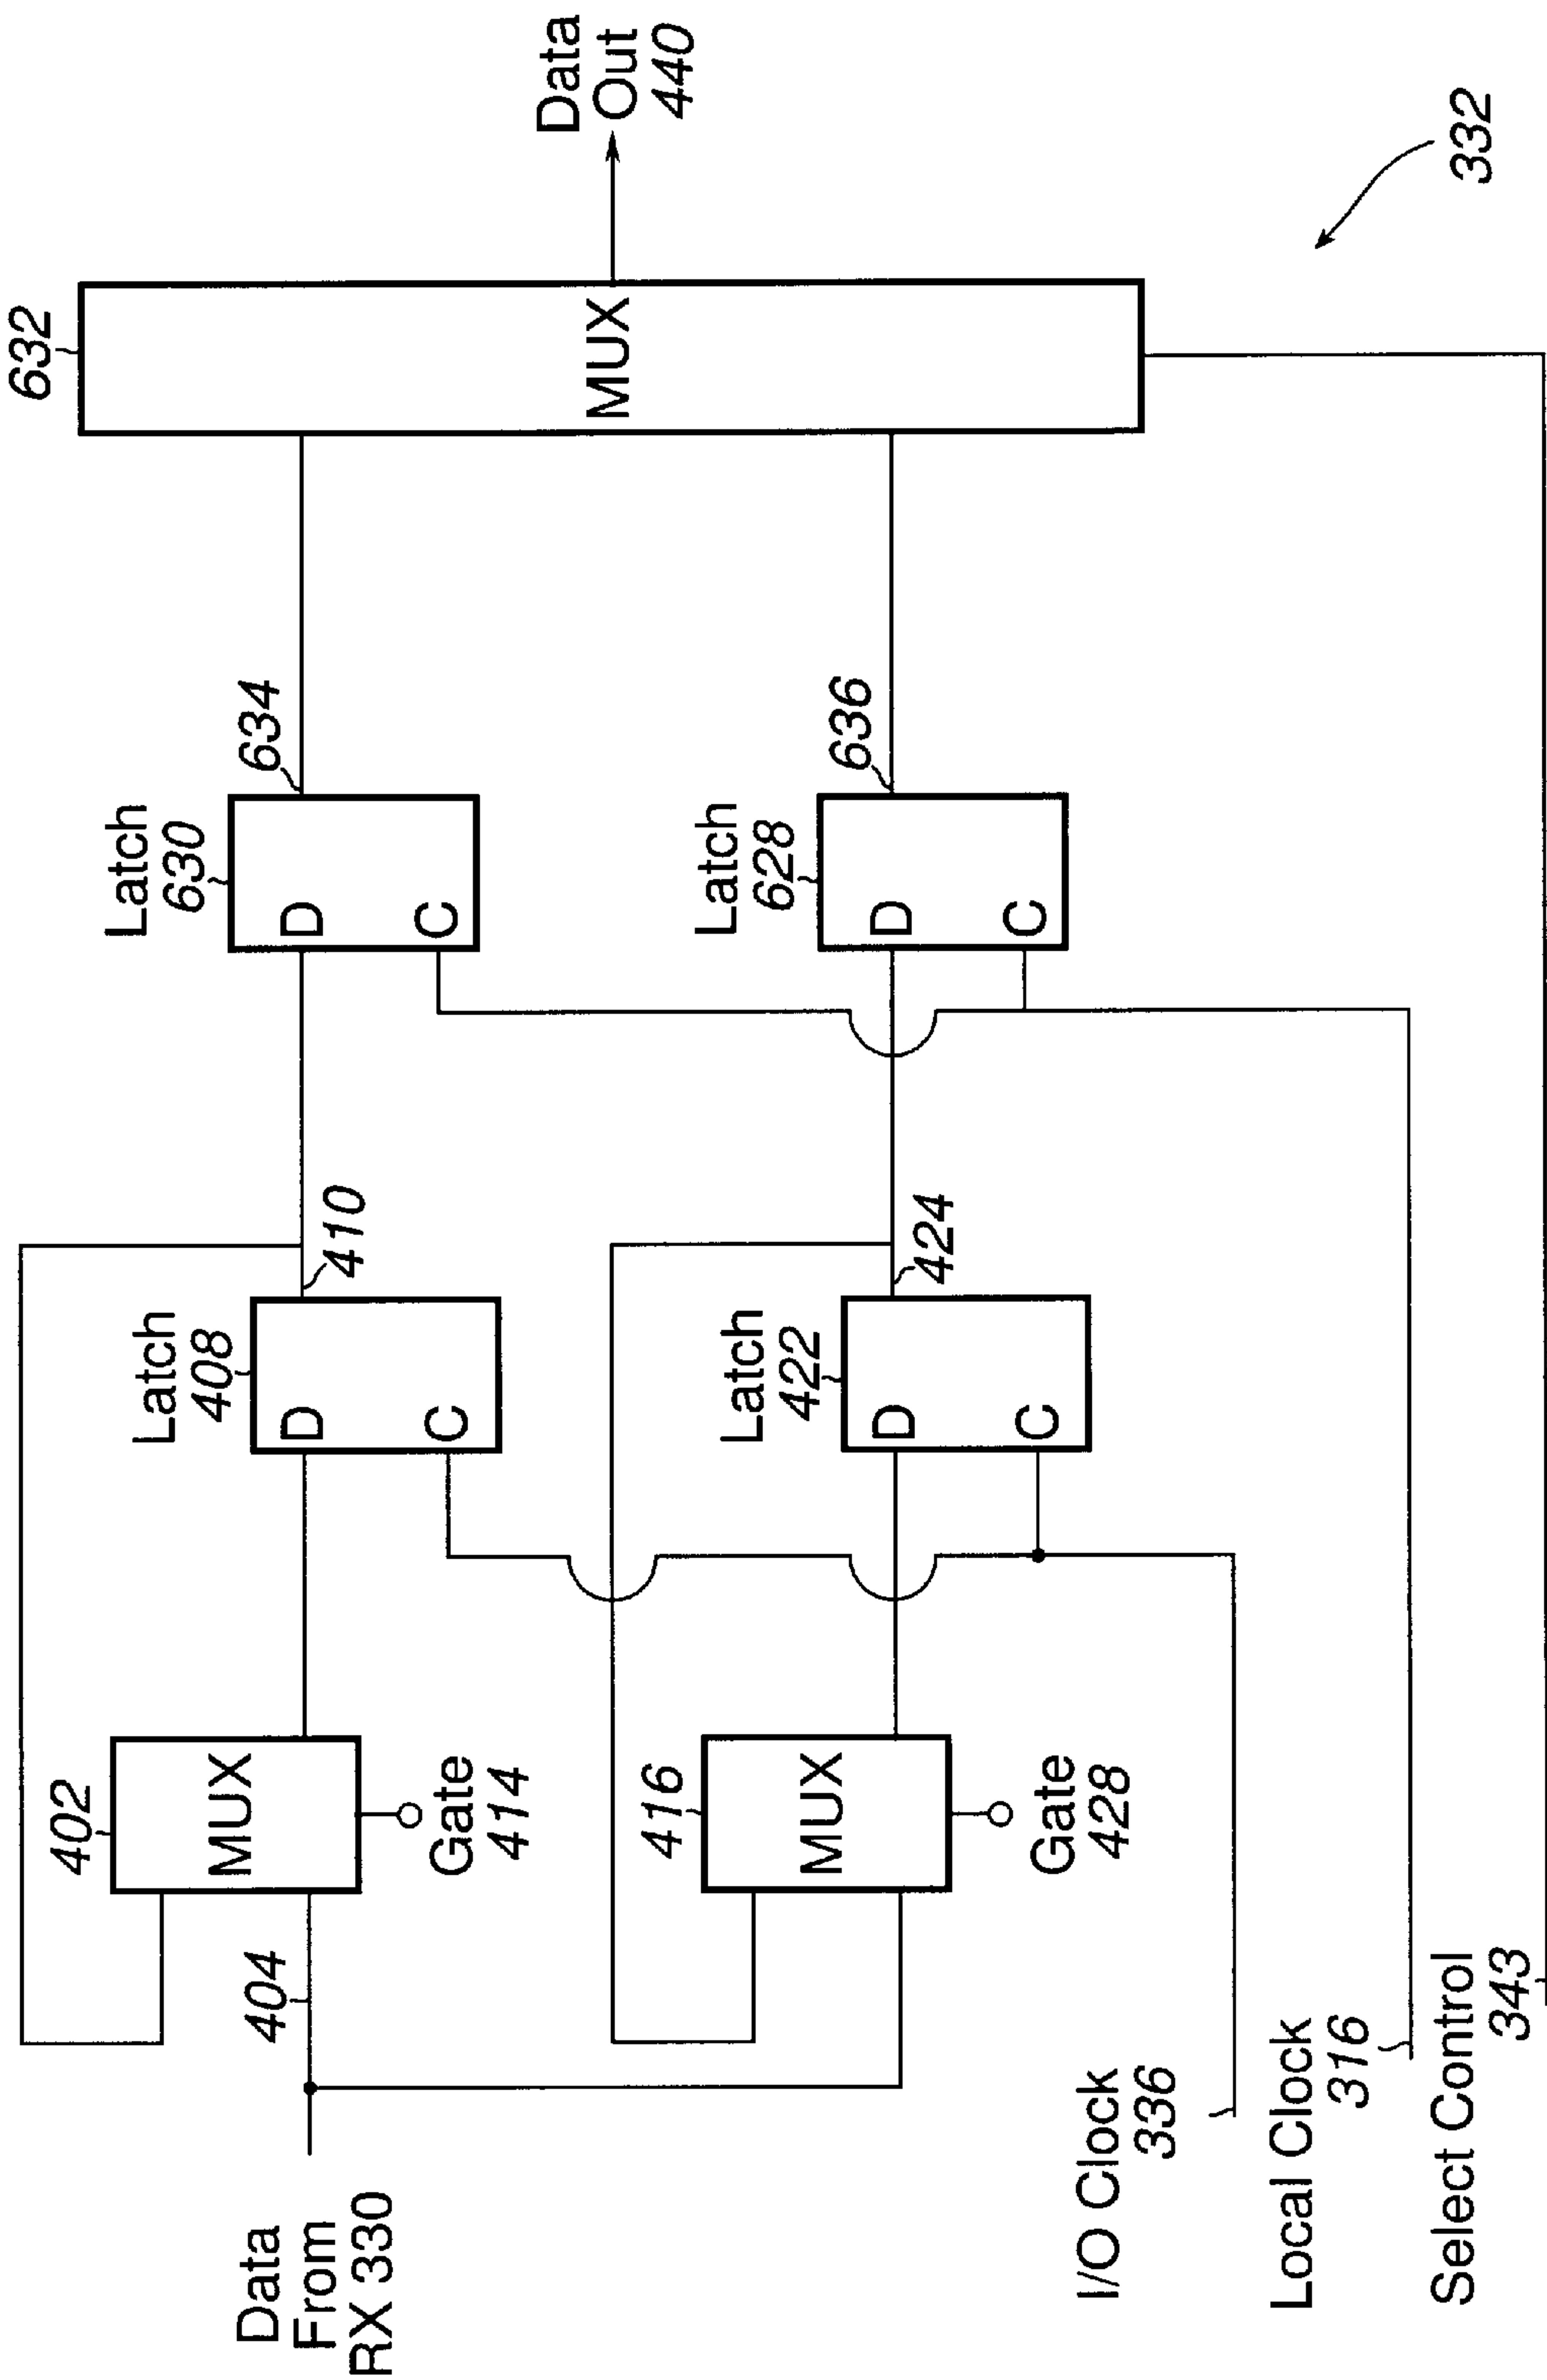 632
Data
Out
440
MUX
332
Latch
630
D
C
634
Latch
628
D
C
636
Latch
408
D
C
410
Latch
422
D
C
424
402
MUX
Gate
414
404
416
MUX
Gate
428
Data
From
RX 330
I/O Clock
336
Local Clock
316
Select Control
343